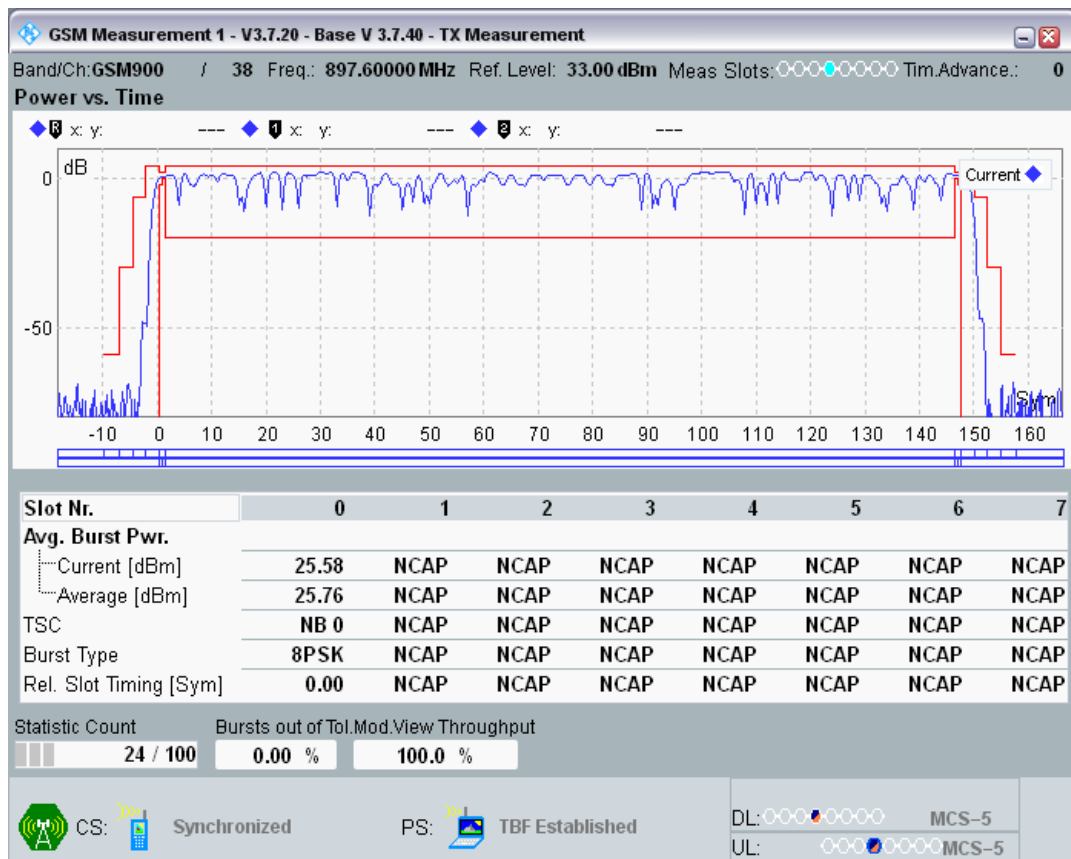 GSM Measurement 1 - V3.7.20 - Base V 3.7.40 - TX Measurement
Band/Ch:GSM900 / 38 Freq.: 897.60000 MHz Ref. Level: 33.00 dBm Meas Slots: Tim.Advance.: 0
Power vs. Time
R x: y: --- 1 x: y: --- 2 x: y: ---
dB
Current
0
-50
Sym
-10 0 10 20 30 40 50 60 70 80 90 100 110 120 130 140 150 160
Slot Nr. 0 1 2 3 4 5 6 7
Avg. Burst Pwr.
Current [dBm] 25.58 NCAP NCAP NCAP NCAP NCAP NCAP NCAP
Average [dBm] 25.76 NCAP NCAP NCAP NCAP NCAP NCAP NCAP
TSC NB 0 NCAP NCAP NCAP NCAP NCAP NCAP NCAP
Burst Type 8PSK NCAP NCAP NCAP NCAP NCAP NCAP NCAP
Rel. Slot Timing [Sym] 0.00 NCAP NCAP NCAP NCAP NCAP NCAP NCAP
Statistic Count Bursts out of Tol.Mod.View Throughput
24 / 100 0.00 % 100.0 %
CS: Synchronized PS: TBF Established
DL: MCS-5
UL: MCS-5